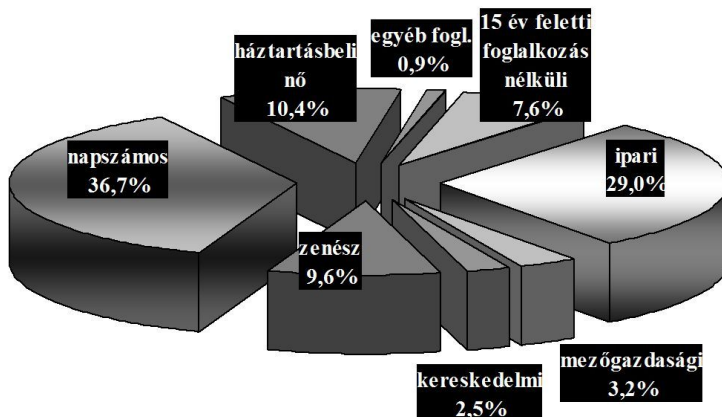 háztartásbeli
nő
10,4%
egyéb fogl.
0,9%
15 év feletti
foglalkozás
nélküli
7,6%
napszámos
36,7%
ipari
29,0%
zenész
9,6%
kereskedelmi
2,5%
mezőgazdasági
3,2%